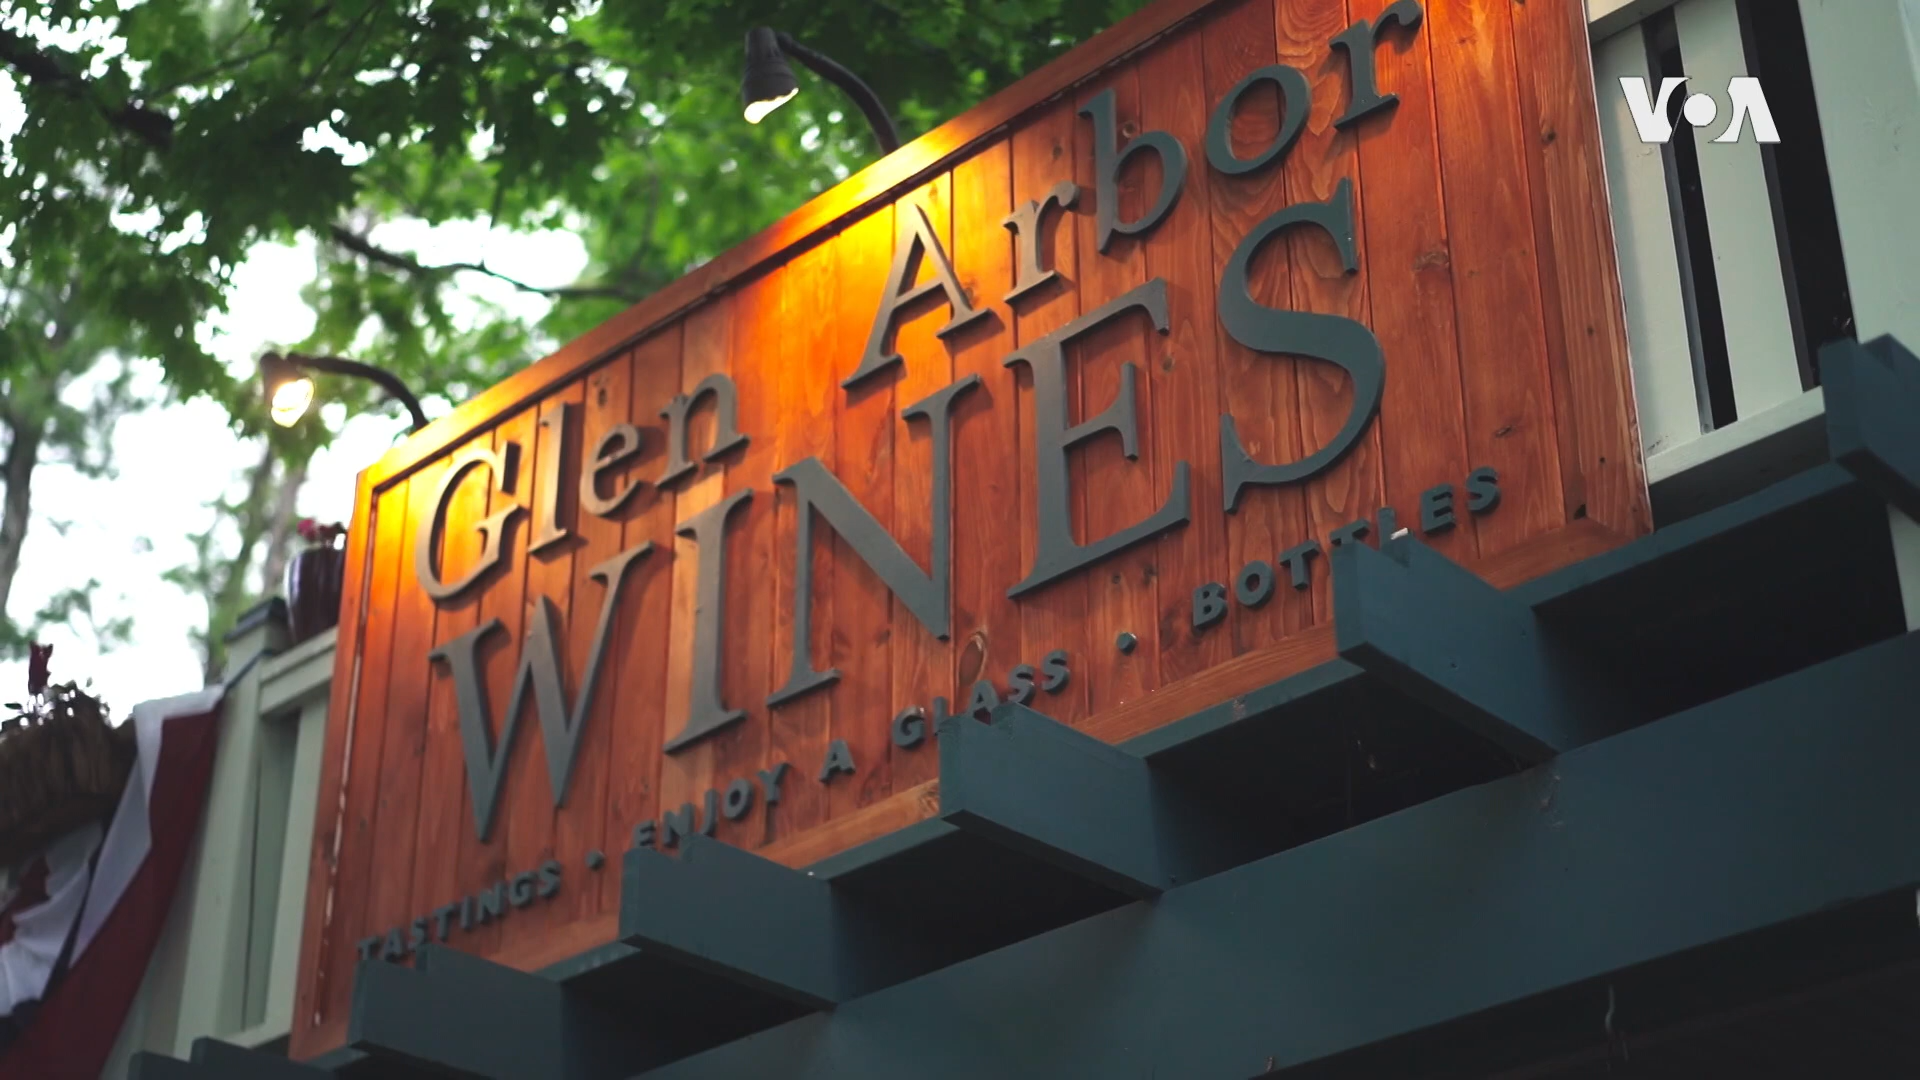 VOA
Glen Arbor
WINES
TASTINGS • ENJOY A GLASS • BOTTLES